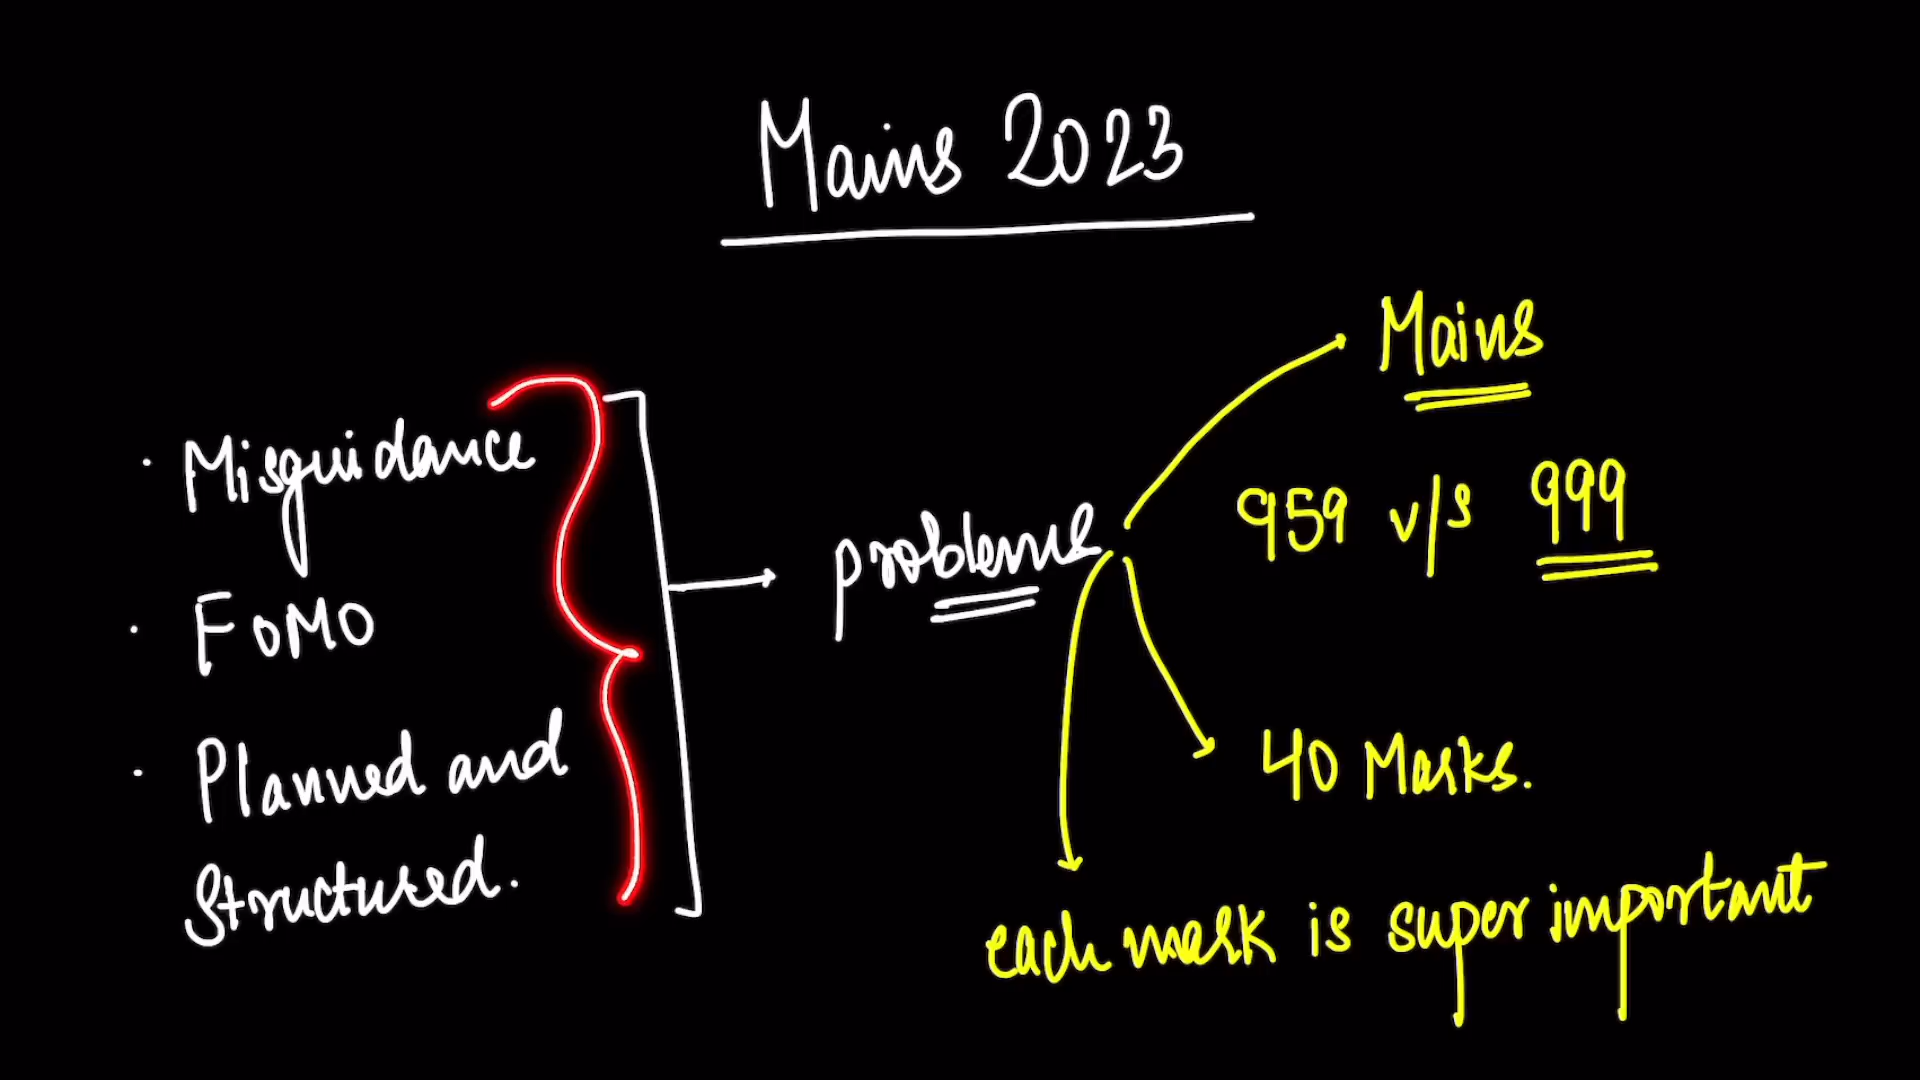 Mains 2023
· Misguidance
· FOMO
· Planned and
Structured.
problems
Mains
959 v/s 999
40 Marks.
each mark is super important